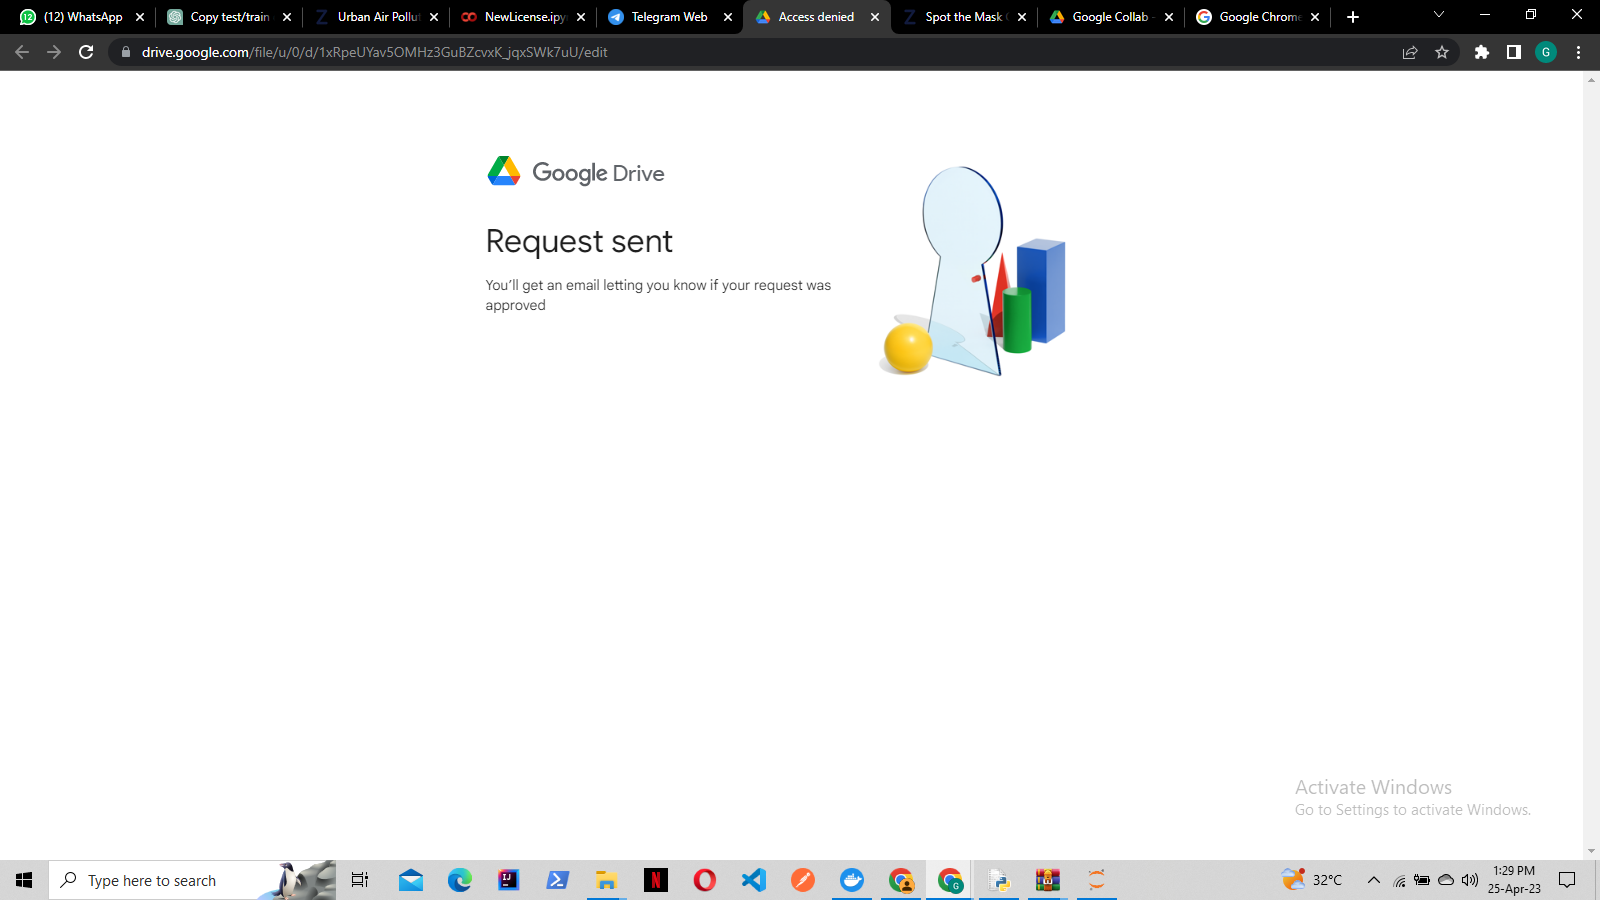 (12) WhatsApp
Copy test/train
Urban Air Pollut
NewLicense.ipy
Telegram Web
Access denied
Spot the Mask
Google Collab -
Google Chrome
drive.google.com/file/u/0/d/1xRpeUYav5OMHz3GuBZcvxK_jqxSWk7uU/edit
G
Google Drive
Request sent
You’ll get an email letting you know if your request was
approved
Activate Windows
Go to Settings to activate Windows.
Type here to search
32°C
1:29 PM
25-Apr-23